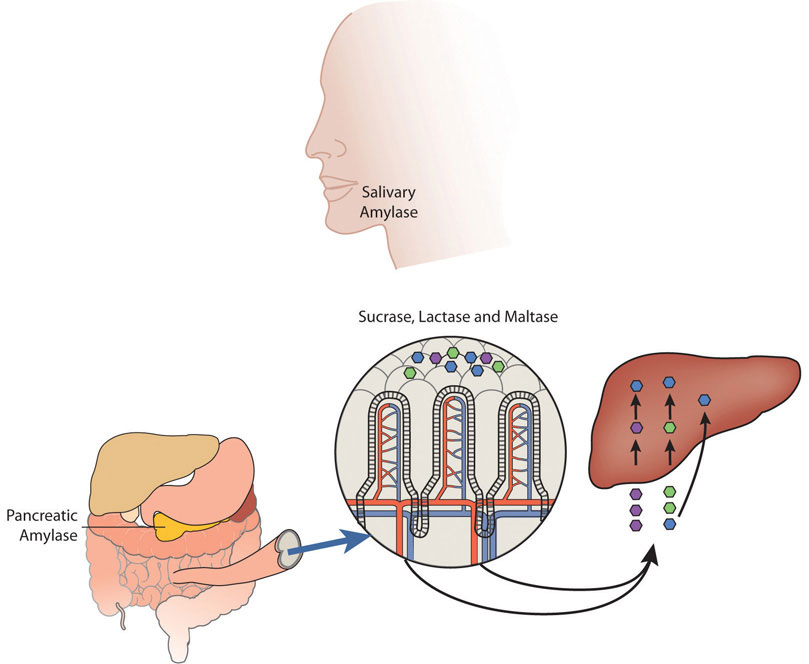 Salivary
Amylase
Sucrase, Lactase and Maltase
Pancreatic
Amylase